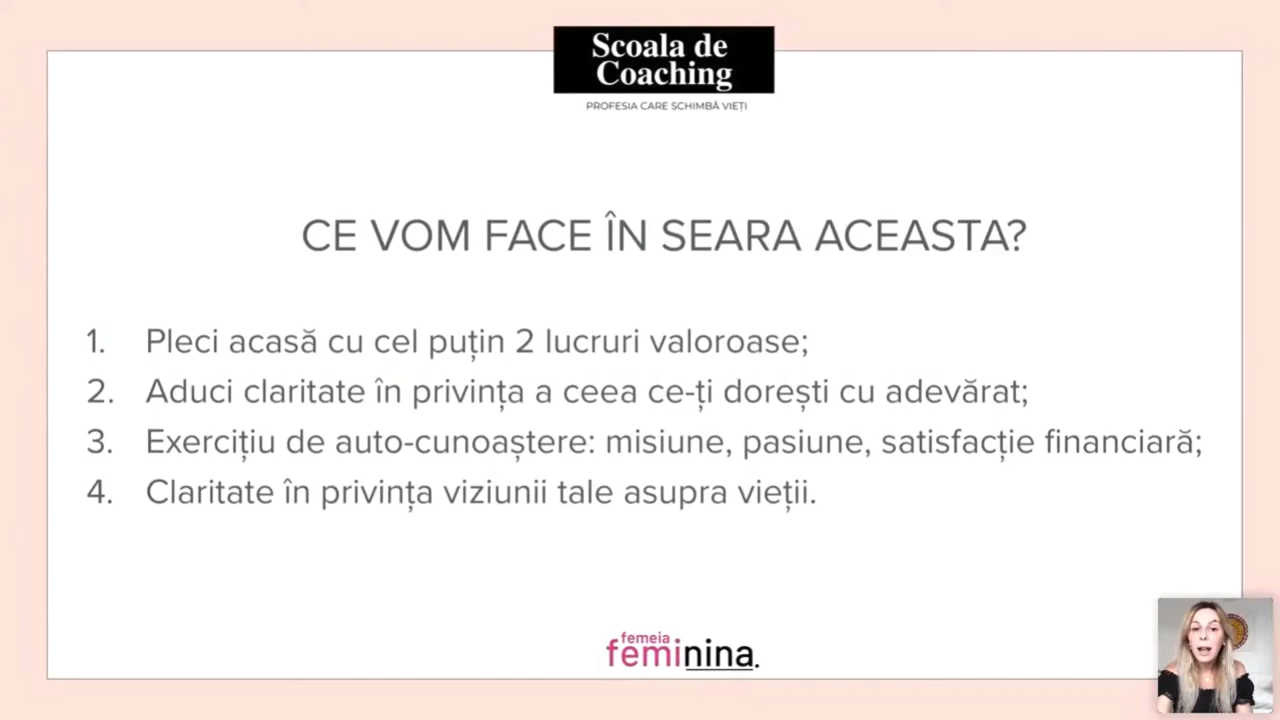 Scoala de
Coaching
PROFESIA CARE SCHIMBĂ VIEȚI
CE VOM FACE ÎN SEARA ACEASTA?
1. Pleci acasă cu cel puțin 2 lucruri valoroase;
2. Aduci claritate în privința a ceea ce-ți dorești cu adevărat;
3. Exercițiu de auto-cunoaștere: misiune, pasiune, satisfacție financiară;
4. Claritate în privința viziunii tale asupra vieții.
femeia
feminina.